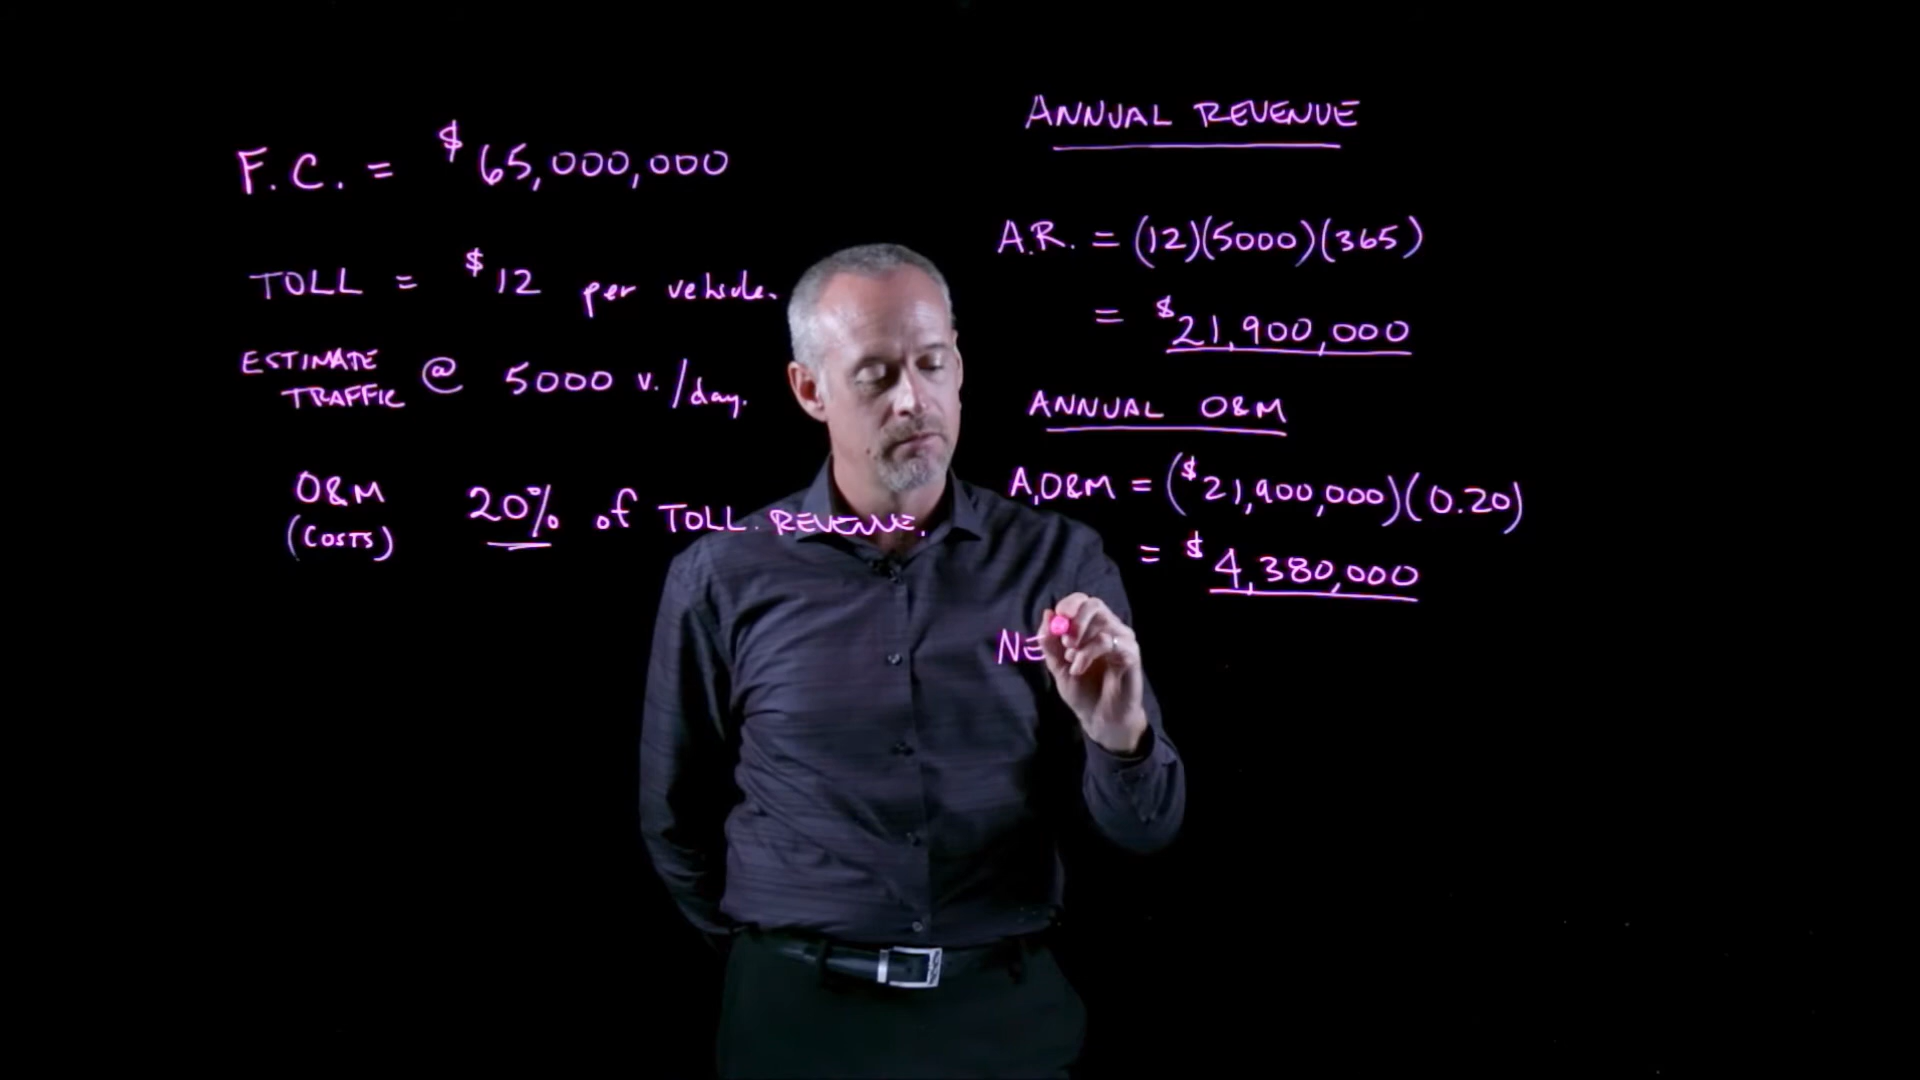 F.C. = $65,000,000
TOLL = $12 per vehicle.
ESTIMATE
TRAFFIC @ 5000 v./day.
O&M
(COSTS) 20% of TOLL REVENUE.
ANNUAL REVENUE
A.R. = (12)(5000)(365)
= $21,900,000
ANNUAL O&M
A,O&M = ($21,900,000)(0.20)
= $4,380,000
NE